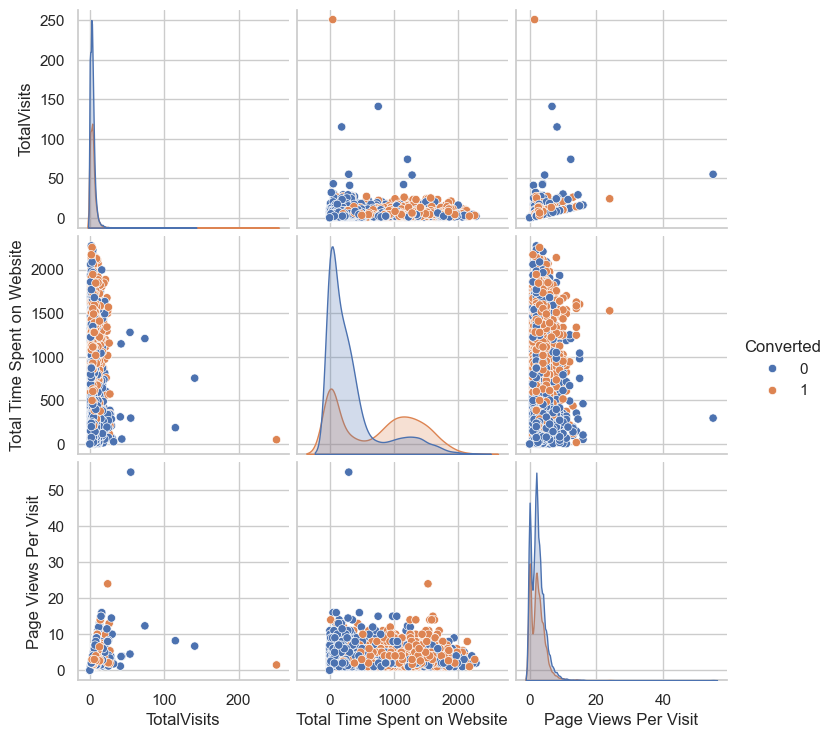 250
200
150
100
50
0
TotalVisits
2000
1500
1000
500
0
Total Time Spent on Website
Converted
0
1
50
40
30
20
10
0
Page Views Per Visit
0 200
0 1000 2000
0 20 40
TotalVisits
Total Time Spent on Website
Page Views Per Visit